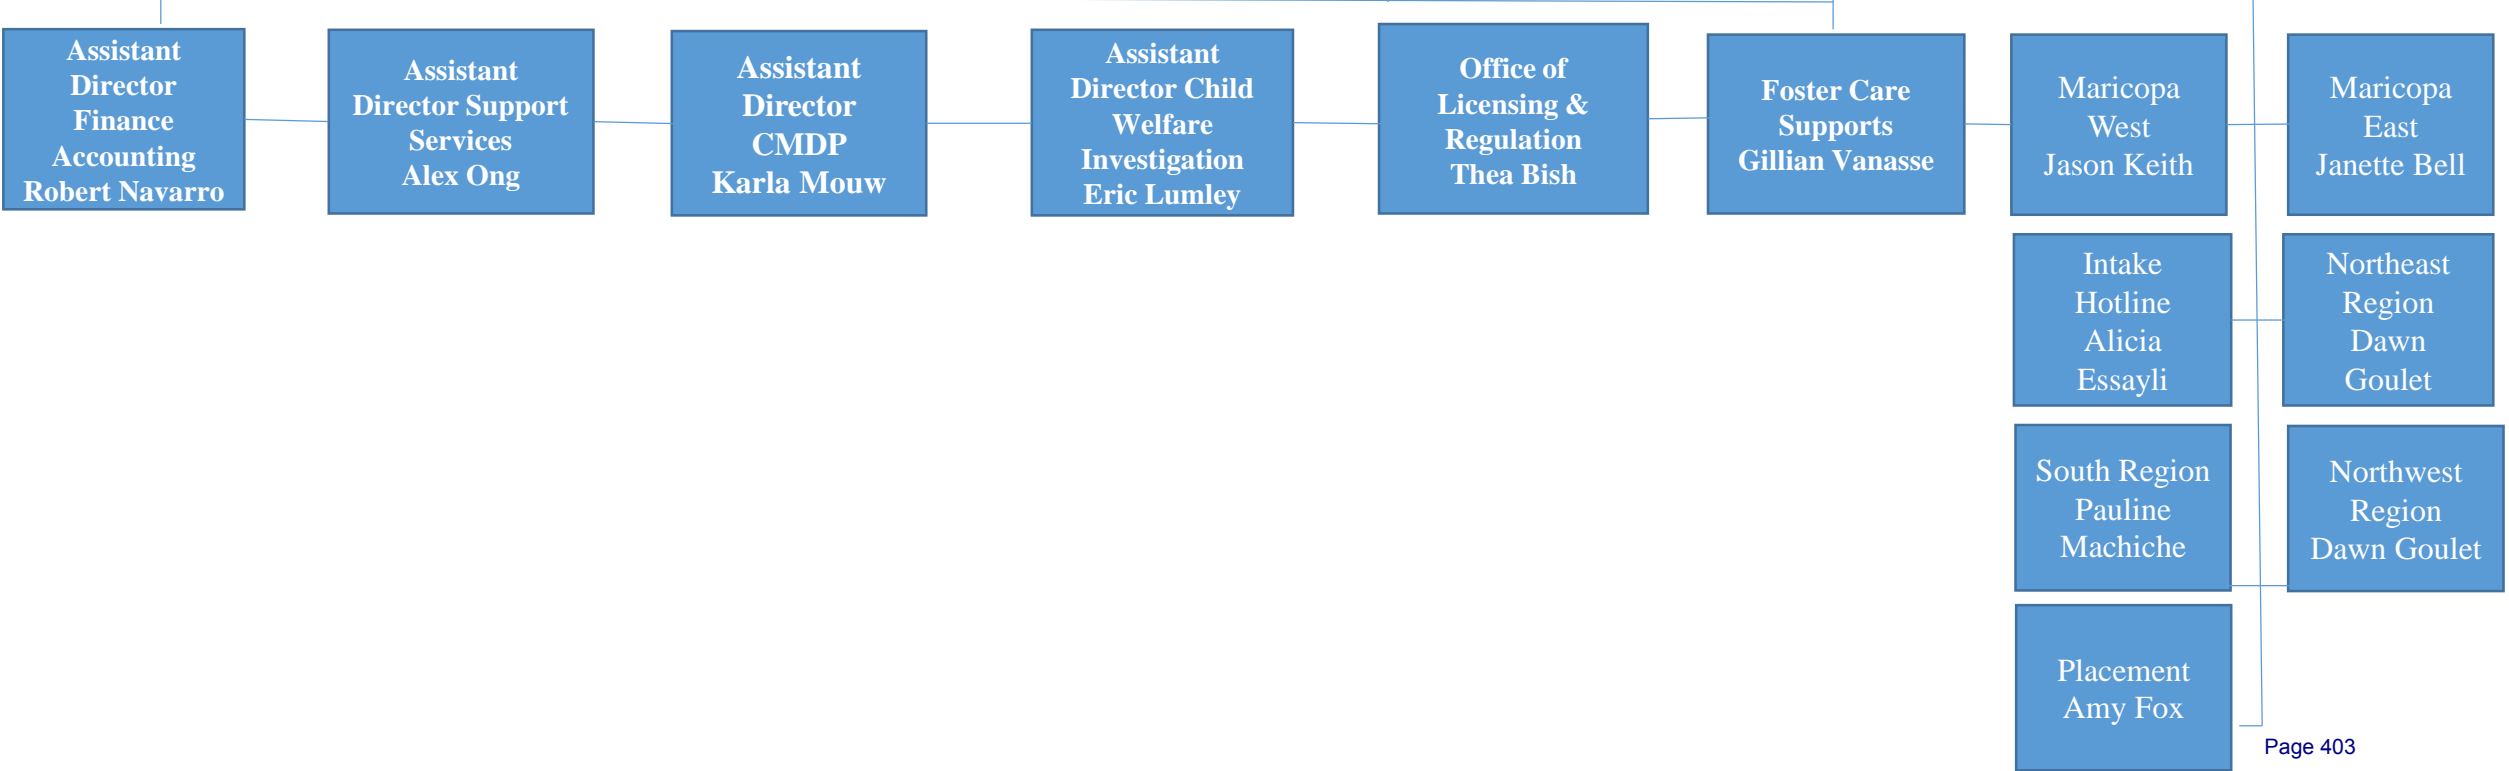 Assistant
Director
Finance
Accounting
Robert Navarro
Assistant
Director Support
Services
Alex Ong
Assistant
Director
CMDP
Karla Mouw
Assistant
Director Child
Welfare
Investigation
Eric Lumley
Office of
Licensing &
Regulation
Thea Bish
Foster Care
Supports
Gillian Vanasse
Maricopa
West
Jason Keith
Maricopa
East
Janette Bell
Intake
Hotline
Alicia
Essayli
Northeast
Region
Dawn
Goulet
South Region
Pauline
Machiche
Northwest
Region
Dawn Goulet
Placement
Amy Fox
Page 403